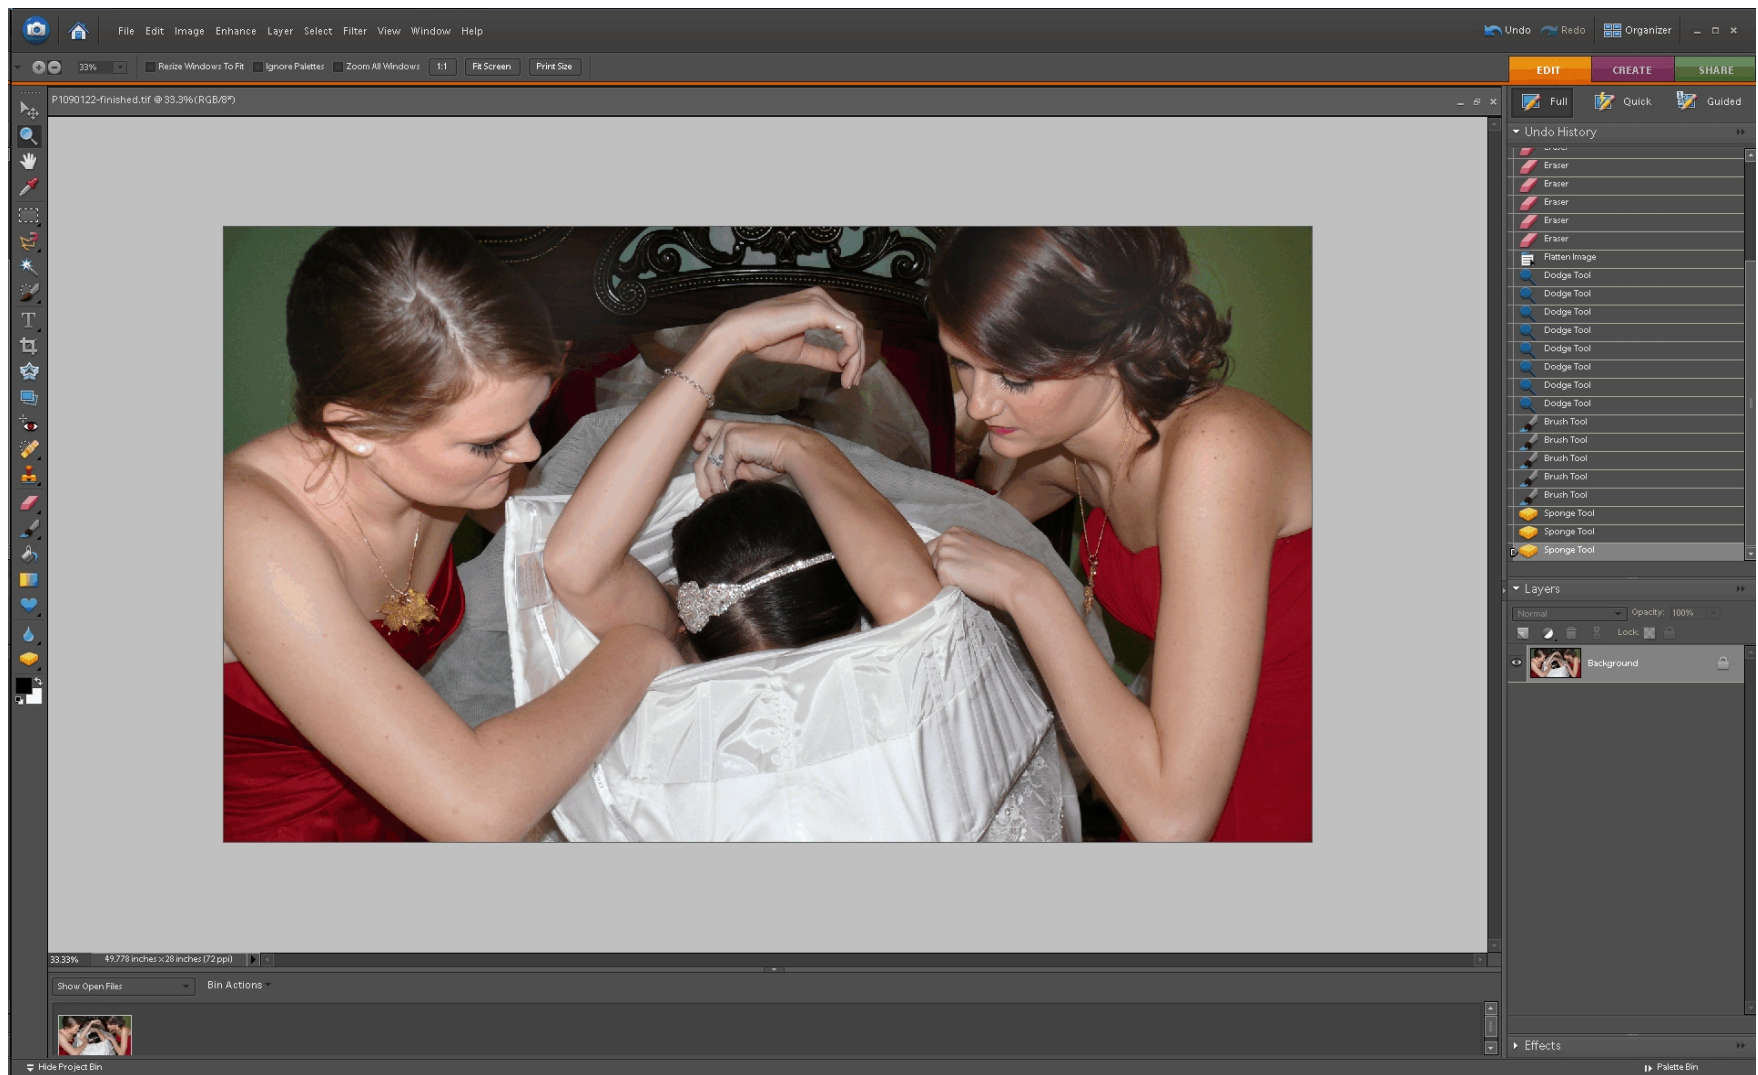 File Edit Image Enhance Layer Select Filter View Window Help
Undo Redo Organizer
33% Resize Windows To Fit Ignore Palettes Zoom All Windows 1:1 Fit Screen Print Size
EDIT CREATE SHARE
P1090122-finished.tif @ 33.3% (RGB/8*)
Full Quick Guided
Undo History
Eraser
Eraser
Eraser
Eraser
Eraser
Eraser
Flatten Image
Dodge Tool
Dodge Tool
Dodge Tool
Dodge Tool
Dodge Tool
Dodge Tool
Dodge Tool
Dodge Tool
Brush Tool
Brush Tool
Brush Tool
Brush Tool
Brush Tool
Sponge Tool
Sponge Tool
Sponge Tool
Layers
Normal Opacity: 100%
Lock:
Background
33.33% 49.778 inches x 28 inches (72 ppi)
Show Open Files Bin Actions
Effects
Hide Project Bin
Palette Bin